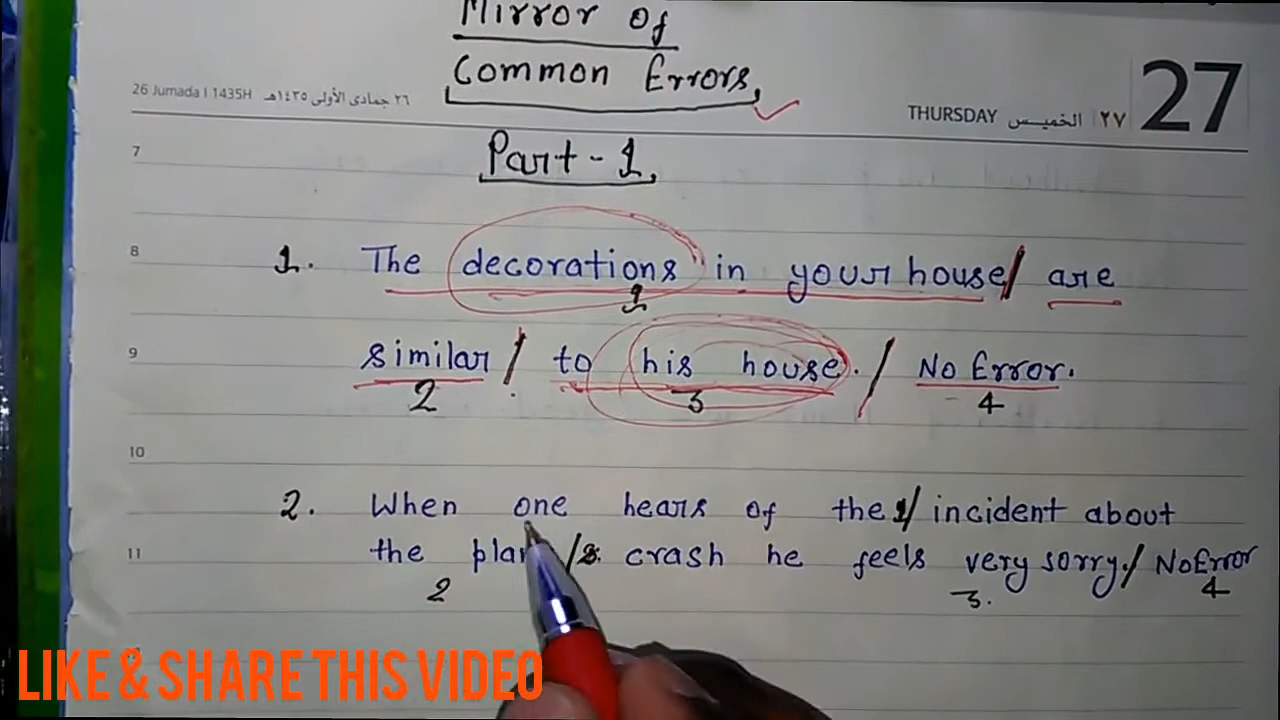 Mirror of
Common Errors,
26 Jumada I 1435H ٢٦ جمادى الأولى ١٤٣٥هـ
THURSDAY الخميس ٢٧ 27
Part-1,
7
8
1. The decorations in your house/ are
1
9
similar/ to his house./ No Error.
2 3 4
10
2. When one hears of the 1/ incident about
11
the /2. crash he feels very sorry./ No Error
2 3. 4
LIKE & SHARE THIS VIDEO